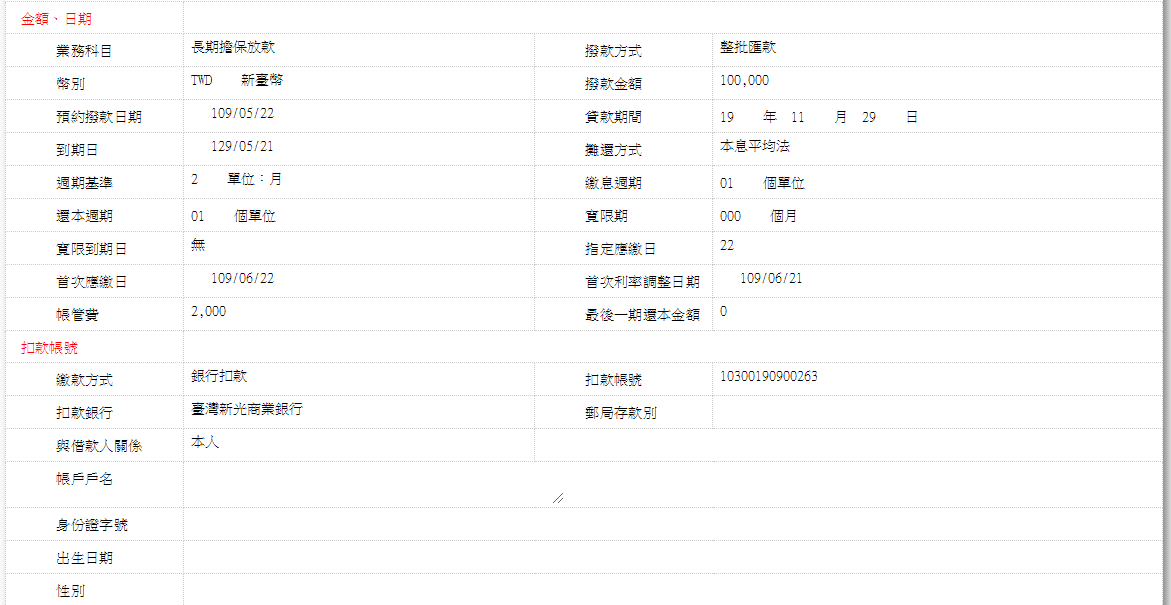 金額、日期
業務科目 長期擔保放款 撥款方式 整批匯款
幣別 TWD 新臺幣 撥款金額 100,000
預約撥款日期 109/05/22 貸款期間 19 年 11 月 29 日
到期日 129/05/21 攤還方式 本息平均法
週期基準 2 單位：月 繳息週期 01 個單位
還本週期 01 個單位 寬限期 000 個月
寬限到期日 無 指定應繳日 22
首次應繳日 109/06/22 首次利率調整日期 109/06/21
帳管費 2,000 最後一期還本金額 0
扣款帳號
繳款方式 銀行扣款 扣款帳號 10300190900263
扣款銀行 臺灣新光商業銀行 郵局存款別
與借款人關係 本人
帳戶戶名
身份證字號
出生日期
性別